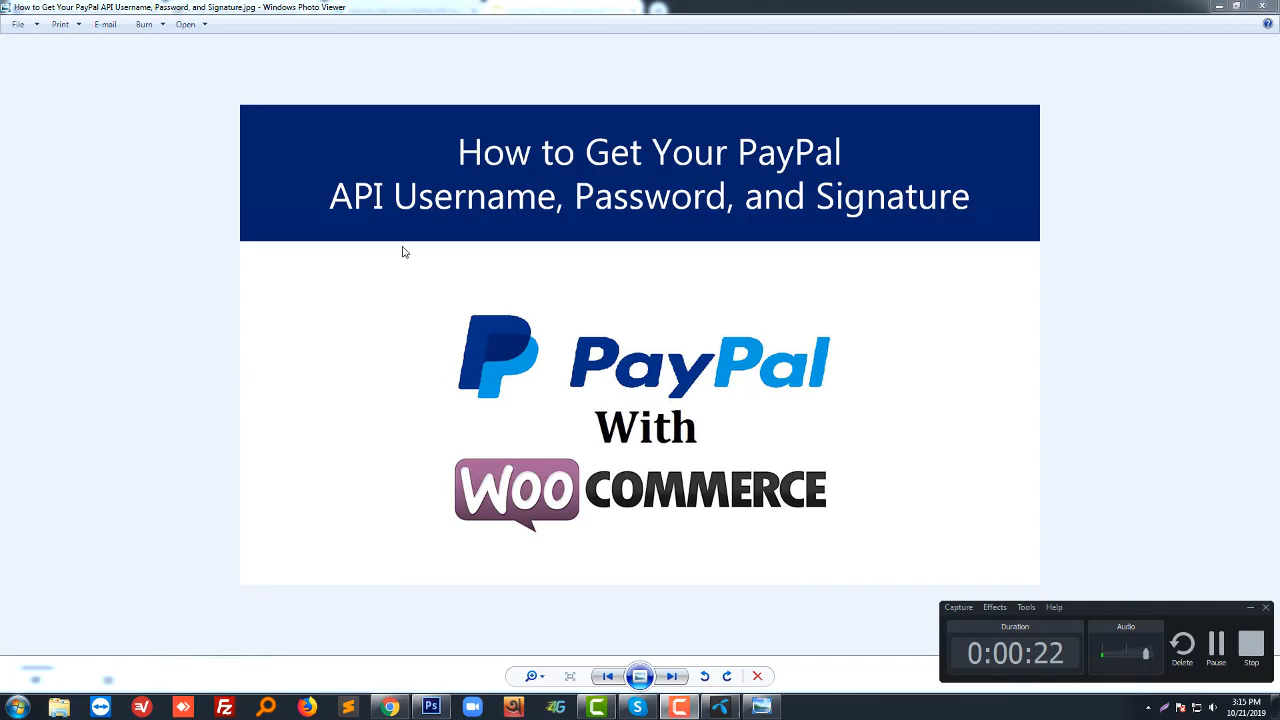 How to Get Your PayPal API Username, Password, and Signature.jpg - Windows Photo Viewer
File Print E-mail Burn Open
How to Get Your PayPal
API Username, Password, and Signature
PayPal
With
WOO COMMERCE
Capture Effects Tools Help
Duration
Audio
0:00:22
Delete
Pause
Stop
3:15 PM
10/21/2019